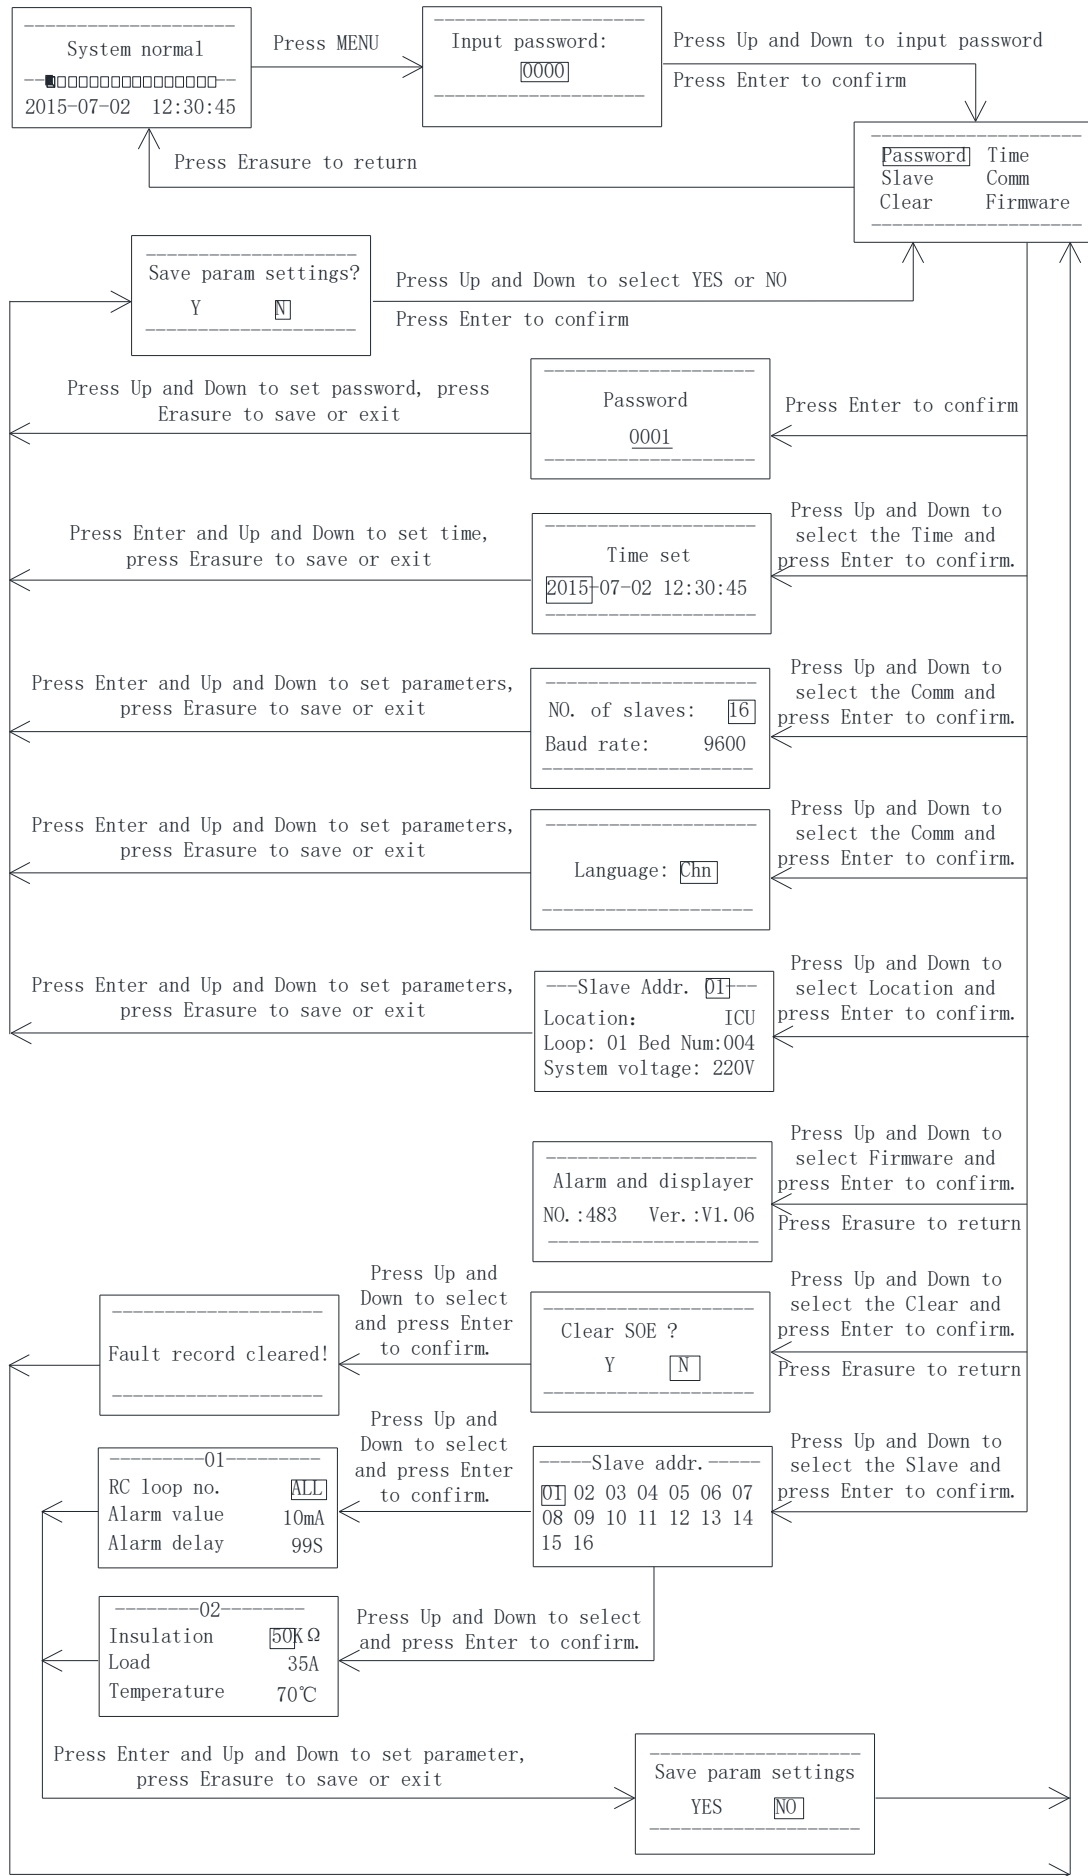 System normal
2015-07-02 12:30:45
Press MENU
Input password:
0000
Press Up and Down to input password
Press Enter to confirm
Password Time
Slave Comm
Clear Firmware
Press Erasure to return
Save param settings?
Y N
Press Up and Down to select YES or NO
Press Enter to confirm
Press Up and Down to set password, press
Erasure to save or exit
Password
0001
Press Enter to confirm
Press Enter and Up and Down to set time,
press Erasure to save or exit
Time set
2015-07-02 12:30:45
Press Up and Down to
select the Time and
press Enter to confirm.
Press Enter and Up and Down to set parameters,
press Erasure to save or exit
NO. of slaves: 16
Baud rate: 9600
Press Up and Down to
select the Comm and
press Enter to confirm.
Press Enter and Up and Down to set parameters,
press Erasure to save or exit
Language: Chn
Press Up and Down to
select the Comm and
press Enter to confirm.
Press Enter and Up and Down to set parameters,
press Erasure to save or exit
---Slave Addr. 01---
Location: ICU
Loop: 01 Bed Num:004
System voltage: 220V
Press Up and Down to
select Location and
press Enter to confirm.
Alarm and displayer
NO.:483 Ver.:V1.06
Press Up and Down to
select Firmware and
press Enter to confirm.
Press Erasure to return
Fault record cleared!
Press Up and
Down to select
and press Enter
to confirm.
Clear SOE ?
Y N
Press Up and Down to
select the Clear and
press Enter to confirm.
Press Erasure to return
---------01---------
RC loop no. ALL
Alarm value 10mA
Alarm delay 99S
Press Up and
Down to select
and press Enter
to confirm.
-----Slave addr.-----
01 02 03 04 05 06 07
08 09 10 11 12 13 14
15 16
Press Up and Down to
select the Slave and
press Enter to confirm.
--------02--------
Insulation 50KΩ
Load 35A
Temperature 70℃
Press Up and Down to select
and press Enter to confirm.
Press Enter and Up and Down to set parameter,
press Erasure to save or exit
Save param settings
YES NO